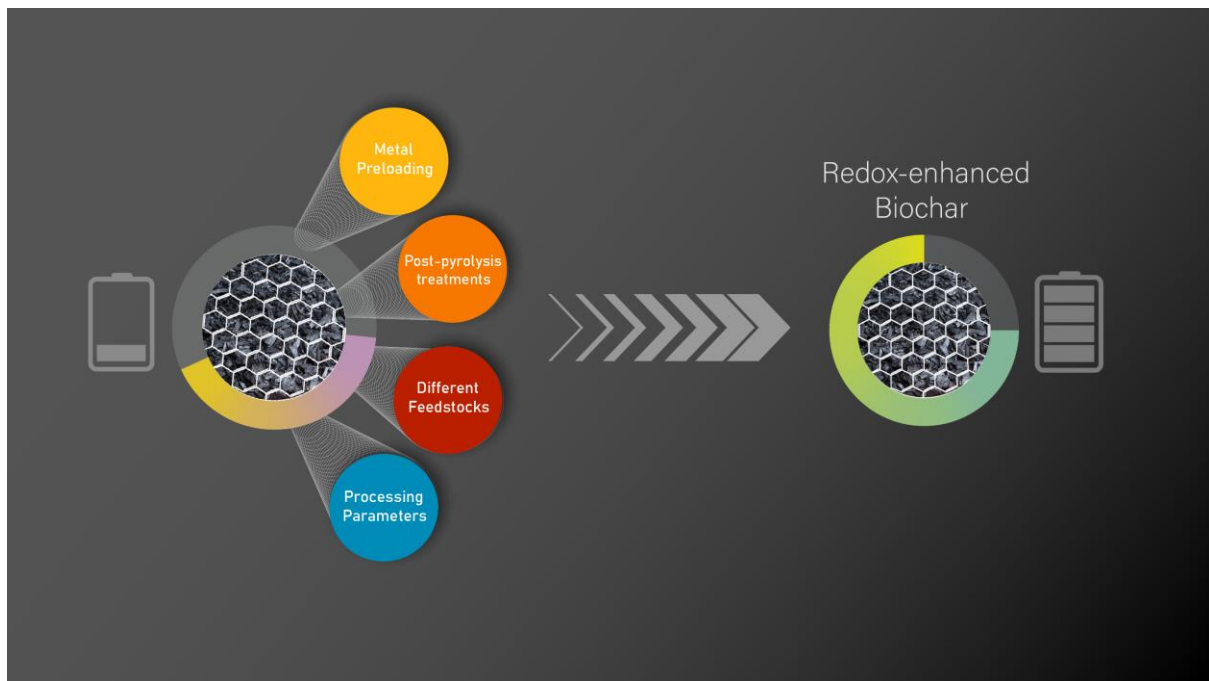 Metal
Preloading
Post-pyrolysis
treatments
Different
Feedstocks
Processing
Parameters
Redox-enhanced
Biochar